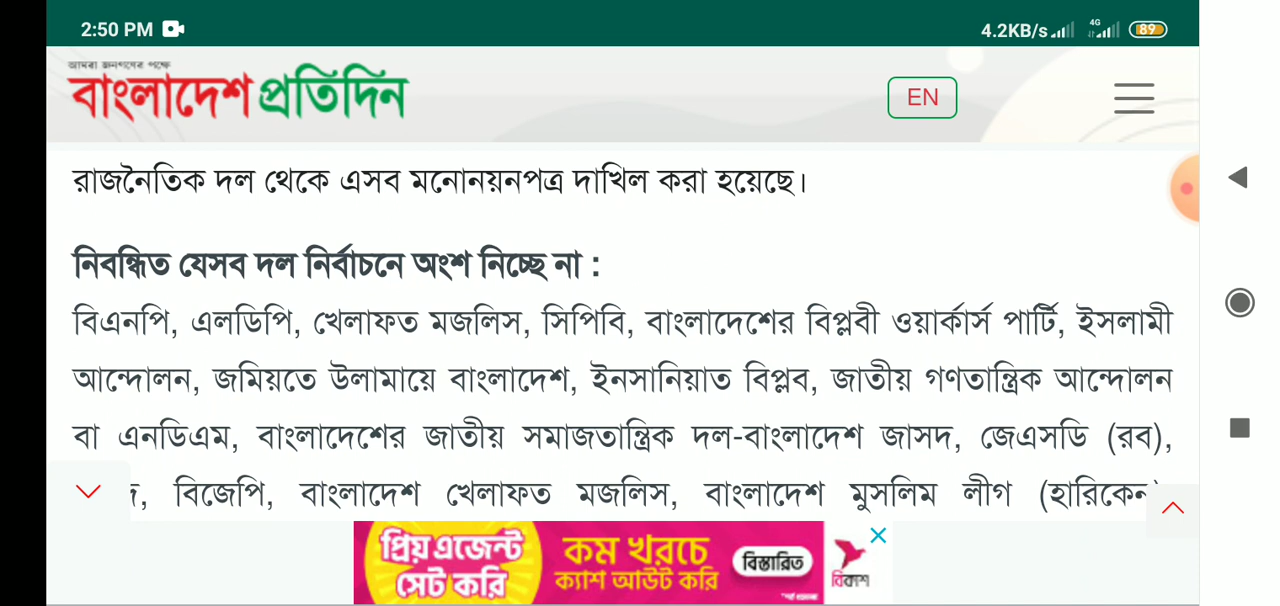 2:50 PM
4.2KB/s
4G
89
আমরা জনগণের পক্ষে
বাংলাদেশ প্রতিদিন
EN
রাজনৈতিক দল থেকে এসব মনোনয়নপত্র দাখিল করা হয়েছে।
নিবন্ধিত যেসব দল নির্বাচনে অংশ নিচ্ছে না :
বিএনপি, এলডিপি, খেলাফত মজলিস, সিপিবি, বাংলাদেশের বিপ্লবী ওয়ার্কার্স পার্টি, ইসলামী
আন্দোলন, জমিয়তে উলামায়ে বাংলাদেশ, ইনসানিয়াত বিপ্লব, জাতীয় গণতান্ত্রিক আন্দোলন
বা এনডিএম, বাংলাদেশের জাতীয় সমাজতান্ত্রিক দল-বাংলাদেশ জাসদ, জেএসডি (রব),
বিজেপি, বাংলাদেশ খেলাফত মজলিস, বাংলাদেশ মুসলিম লীগ (হারিকেন)
প্রিয় এজেন্ট
সেট করি
কম খরচে
ক্যাশ আউট করি
বিস্তারিত
বিকাশ